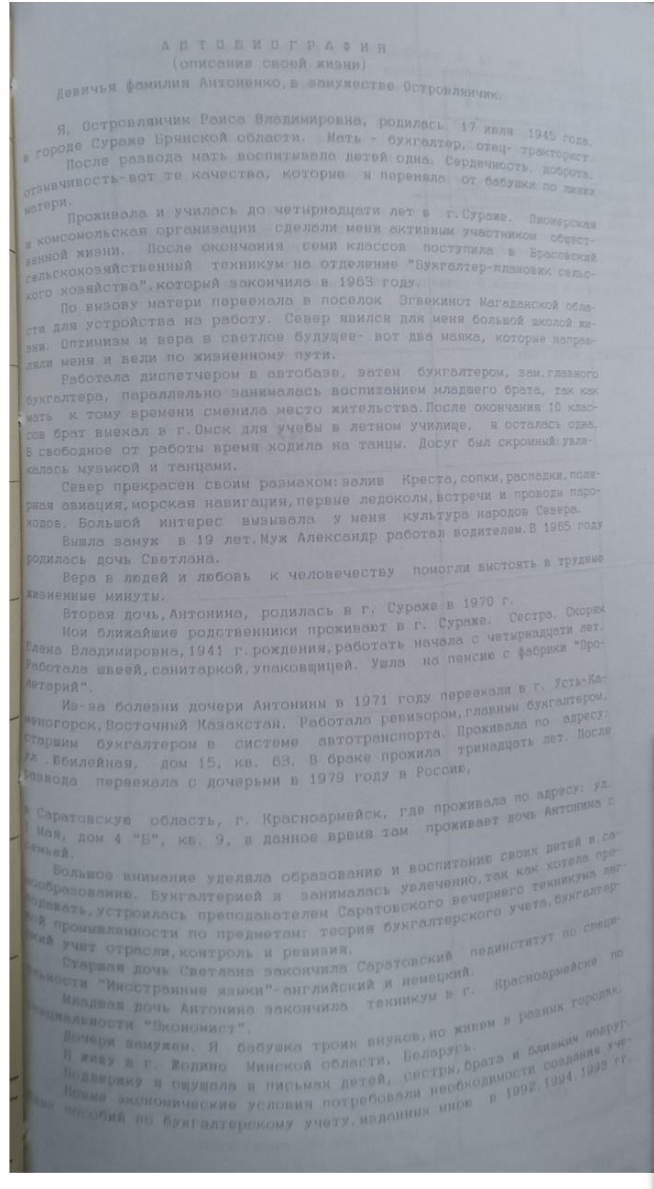 А В Т О Б И О Г Р А Ф И Я
(описание своей жизни)
Девичья фамилия Антоненко, в замужестве Островлянчик.
Я, Островлянчик Раиса Владимировна, родилась 17 июля 1945 года,
в городе Сураже Брянской области. Мать - бухгалтер, отец- тракторист.
После развода мать воспитывала детей одна. Сердечность, доброта,
отзывчивость-вот те качества, которые я переняла от бабушки по линии
матери.
Проживала и училась до четырнадцати лет в г.Сураже. Пионерская
и комсомольская организации сделали меня активным участником общест-
венной жизни. После окончания семи классов поступила в Брасовский
сельскохозяйственный техникум на отделение "Бухгалтер-плановик сельс-
кого хозяйства",который закончила в 1963 году.
По вызову матери переехала в поселок Эгвекинот Магаданской обла-
сти для устройства на работу. Север явился для меня большой школой жи-
зни. Оптимизм и вера в светлое будущее- вот два маяка, которые направ-
ляли меня и вели по жизненному пути.
Работала диспетчером в автобазе, затем бухгалтером, зам.главного
бухгалтера, параллельно занималась воспитанием младшего брата, так как
мать к тому времени сменила место жительства.После окончания 10 клас-
сов брат выехал в г.Омск для учебы в летном училище, я осталась одна.
В свободное от работы время ходила на танцы. Досуг был скромный:увле-
калась музыкой и танцами.
Север прекрасен своим размахом:залив Креста,сопки,распадки,поля-
рная авиация,морская навигация,первые ледоколы,встречи и проводы паро-
ходов. Большой интерес вызывала у меня культура народов Севера.
Вышла замуж в 19 лет.Муж Александр работал водителем.В 1965 году
родилась дочь Светлана.
Вера в людей и любовь к человечеству помогли выстоять в трудные
жизненные минуты.
Вторая дочь,Антонина, родилась в г. Сураже в 1970 г.
Мои ближайшие родственники проживают в г. Сураже. Сестра, Скорях
Елена Владимировна,1941 г.рождения,работать начала с четырнадцати лет.
Работала швеей,санитаркой,упаковщицей. Ушла на пенсию с фабрики "Про-
летарий".
Из-за болезни дочери Антонины в 1971 году переехали в г. Усть-Ка-
меногорск,Восточный Казахстан. Работала ревизором,главным бухгалтером,
старшим бухгалтером в системе автотранспорта. Проживала по адресу:
ул .Юбилейная, дом 15, кв. 63. В браке прожила тринадцать лет. После
развода переехала с дочерьми в 1979 году в Россию,
в Саратовскую область, г. Красноармейск, где проживала по адресу: ул.
1 Мая, дом 4 "Б", кв. 9, в данное время там проживает дочь Антонина с
семьей.
Большое внимание уделяла образованию и воспитание своих детей и са-
мообразование. Бухгалтерией я занималась увлеченно,так как хотела пре-
подавать,устроилась преподавателем Саратовского вечернего техникума лег-
кой промышленности по предметам: теория бухгалтерского учета,бухгалтер-
ский учет отрасли,контроль и ревизия.
Старшая дочь Светлана закончила Саратовский пединститут по специ-
альности "Иностранные языки"-английский и немецкий.
Младшая дочь Антонина закончила техникум в г. Красноармейске по
специальности "Экономист".
Дочери замужем. Я бабушка троих внуков,но живем в разных городах.
Я живу в г. Жодино Минской области, Беларусь.
Поддержку я ощущала в письмах детей, сестры,брата и близких подруг.
Новые экономические условия потребовали необходимости создания уче-
бных пособий по бухгалтерскому учету,изданных мною в 1992,1994,1995 гг.